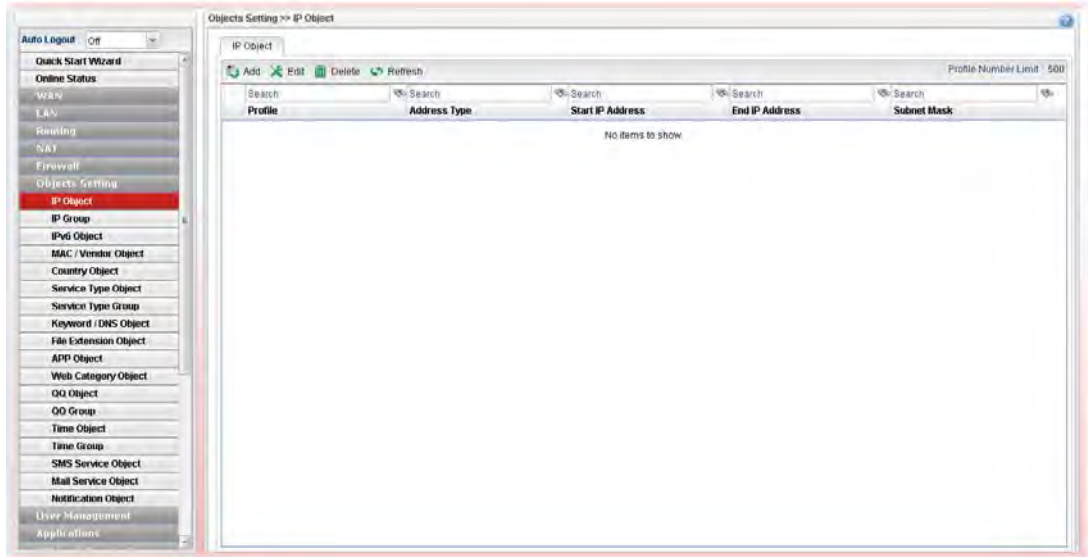 Objects Setting >> IP Object
Auto Logout Off
Quick Start Wizard
Online Status
WAN
LAN
Routing
NAT
Firewall
Objects Setting
IP Object
IP Group
IPv6 Object
MAC / Vendor Object
Country Object
Service Type Object
Service Type Group
Keyword / DNS Object
File Extension Object
APP Object
Web Category Object
QQ Object
QQ Group
Time Object
Time Group
SMS Service Object
Mail Service Object
Notification Object
User Management
Applications
IP Object
Add Edit Delete Refresh Profile Number Limit : 500
Search Search Search Search Search
Profile Address Type Start IP Address End IP Address Subnet Mask
No items to show.